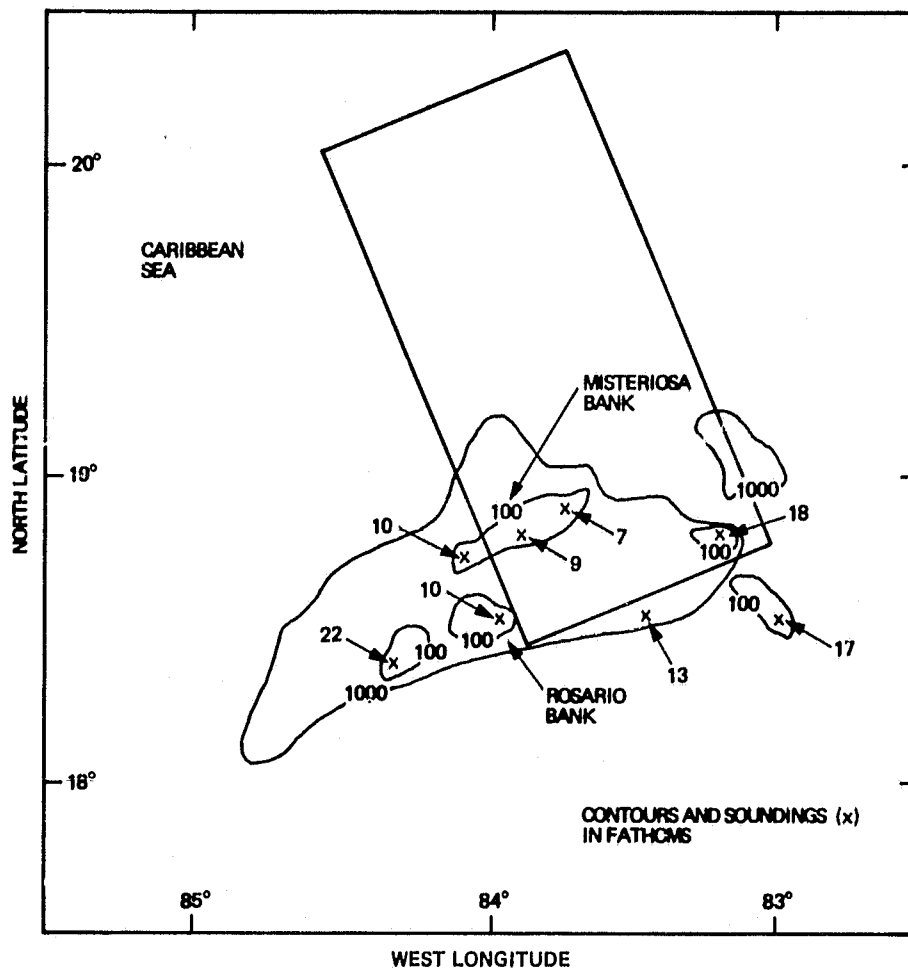 20°
CARIBBEAN
SEA
MISTERIOSA
BANK
NORTH LATITUDE
19°
1000
100
18
10
7
100
9
10
100
22
100
100
17
13
1000
ROSARIO
BANK
18°
CONTOURS AND SOUNDINGS (x)
IN FATHCMS
85°
84°
83°
WEST LONGITUDE